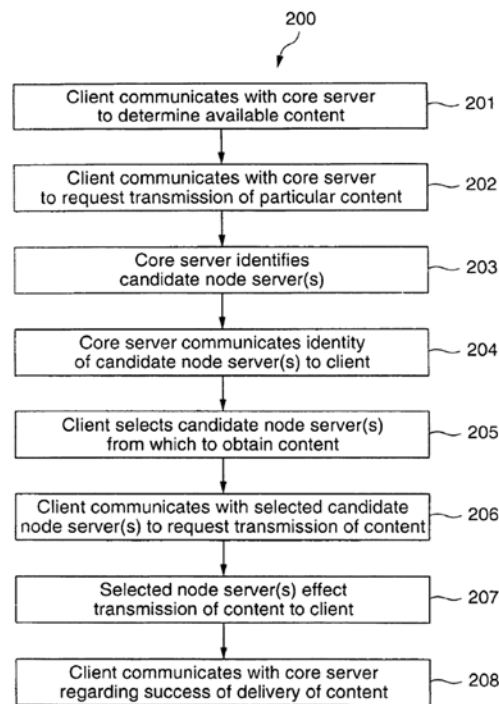 200
Client communicates with core server
to determine available content
201
Client communicates with core server
to request transmission of particular content
202
Core server identifies
candidate node server(s)
203
Core server communicates identity
of candidate node server(s) to client
204
Client selects candidate node server(s)
from which to obtain content
205
Client communicates with selected candidate
node server(s) to request transmission of content
206
Selected node server(s) effect
transmission of content to client
207
Client communicates with core server
regarding success of delivery of content
208